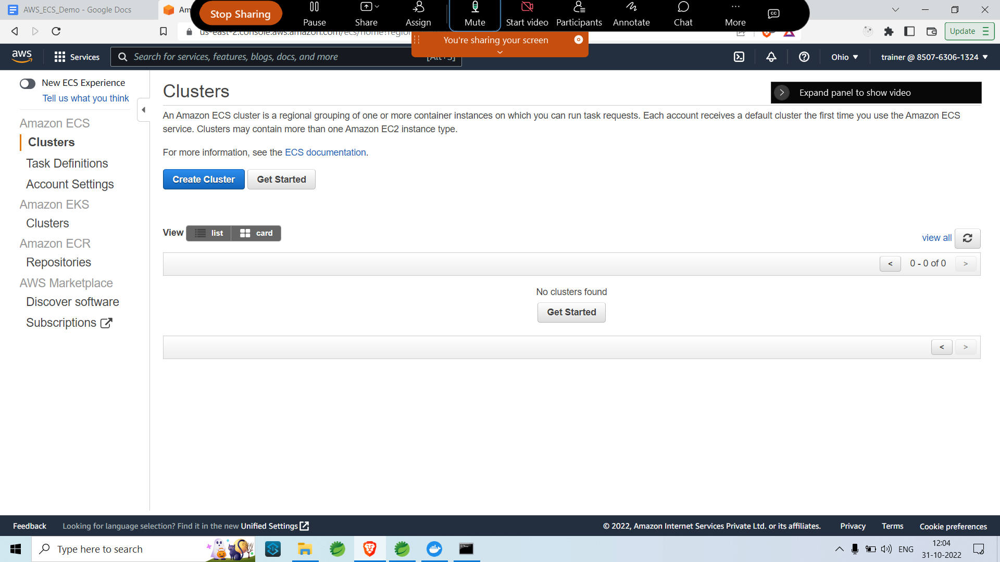 AWS_ECS_Demo - Google Docs
Am
Stop Sharing
Pause
Share
Assign
Mute
Start video
Participants
Annotate
Chat
More
CC
us-east-2.console.aws.amazon.com/ecs/home?region
You're sharing your screen
Update
aws
Services
Search for services, features, blogs, docs, and more
[Alt+S]
Ohio
trainer @ 8507-6306-1324
New ECS Experience
Tell us what you think
Amazon ECS
Clusters
Task Definitions
Account Settings
Amazon EKS
Clusters
Amazon ECR
Repositories
AWS Marketplace
Discover software
Subscriptions
Clusters
Expand panel to show video
An Amazon ECS cluster is a regional grouping of one or more container instances on which you can run task requests. Each account receives a default cluster the first time you use the Amazon ECS
service. Clusters may contain more than one Amazon EC2 instance type.
For more information, see the ECS documentation.
Create Cluster
Get Started
View
list
card
view all
< 0 - 0 of 0 >
No clusters found
Get Started
< >
Feedback
Looking for language selection? Find it in the new Unified Settings
© 2022, Amazon Internet Services Private Ltd. or its affiliates.
Privacy
Terms
Cookie preferences
Type here to search
ENG
12:04
31-10-2022